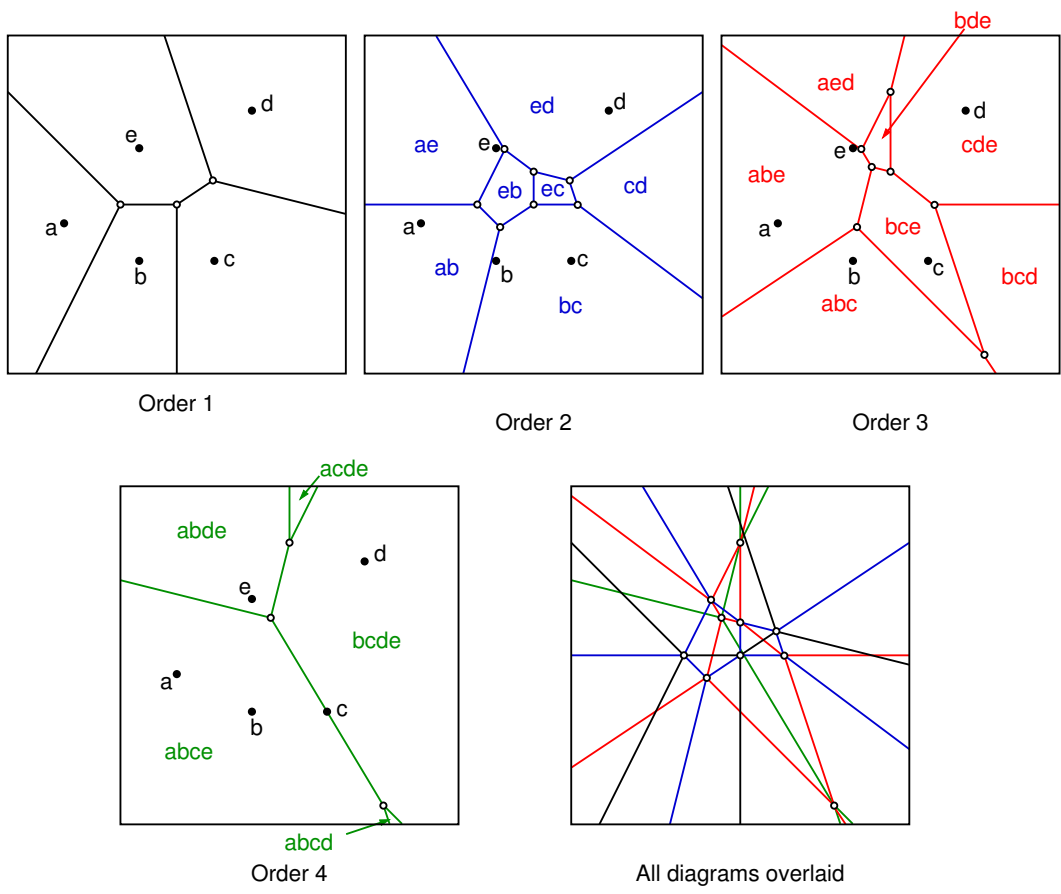 e
d
a
b
c
Order 1
ed
d
e
ae
eb
ec
cd
a
ab
b
c
bc
Order 2
bde
aed
d
cde
e
abe
a
bce
b
c
abc
bcd
Order 3
acde
abde
d
e
bcde
a
b
c
abce
abcd
Order 4
All diagrams overlaid